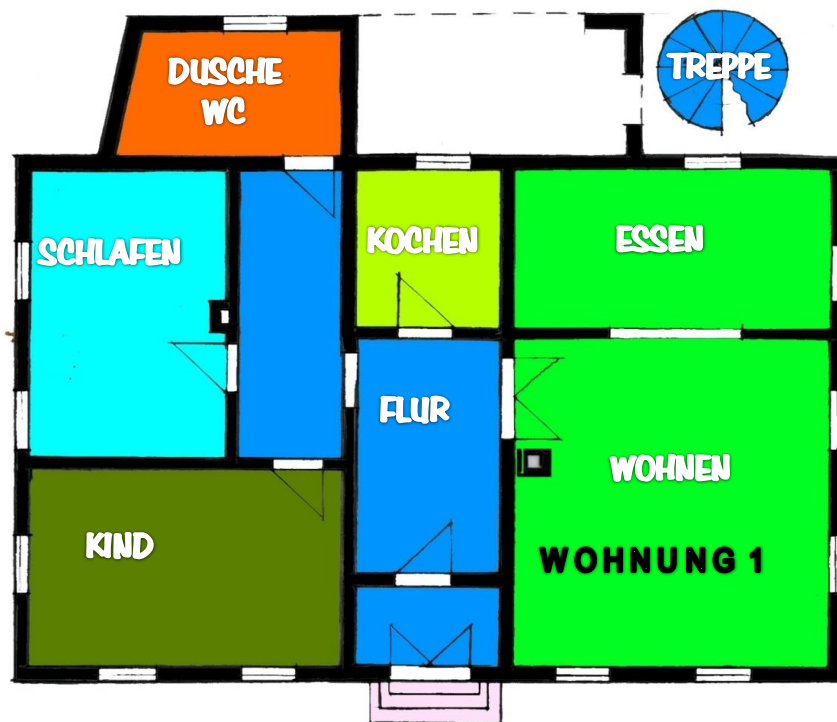 DUSCHE
WC
TREPPE
SCHLAFEN
KOCHEN
ESSEN
FLUR
WOHNEN
KIND
WOHNUNG 1